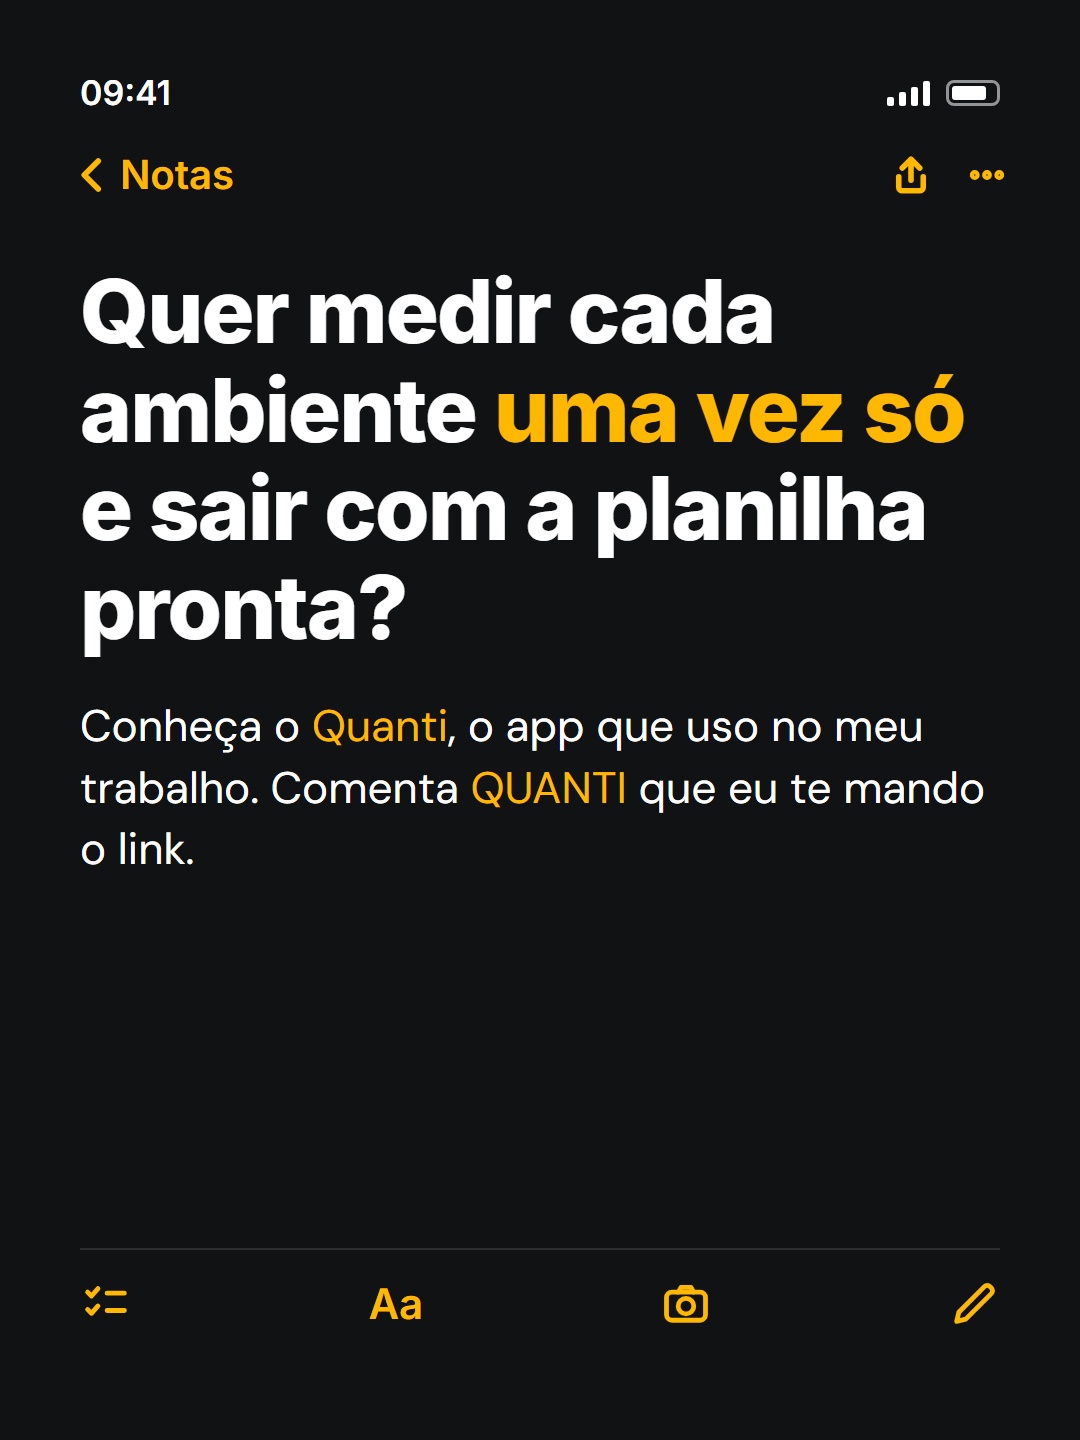 09:41
Notas
Quer medir cada
ambiente uma vez só
e sair com a planilha
pronta?
Conheça o Quanti, o app que uso no meu
trabalho. Comenta QUANTI que eu te mando
o link.
Aa